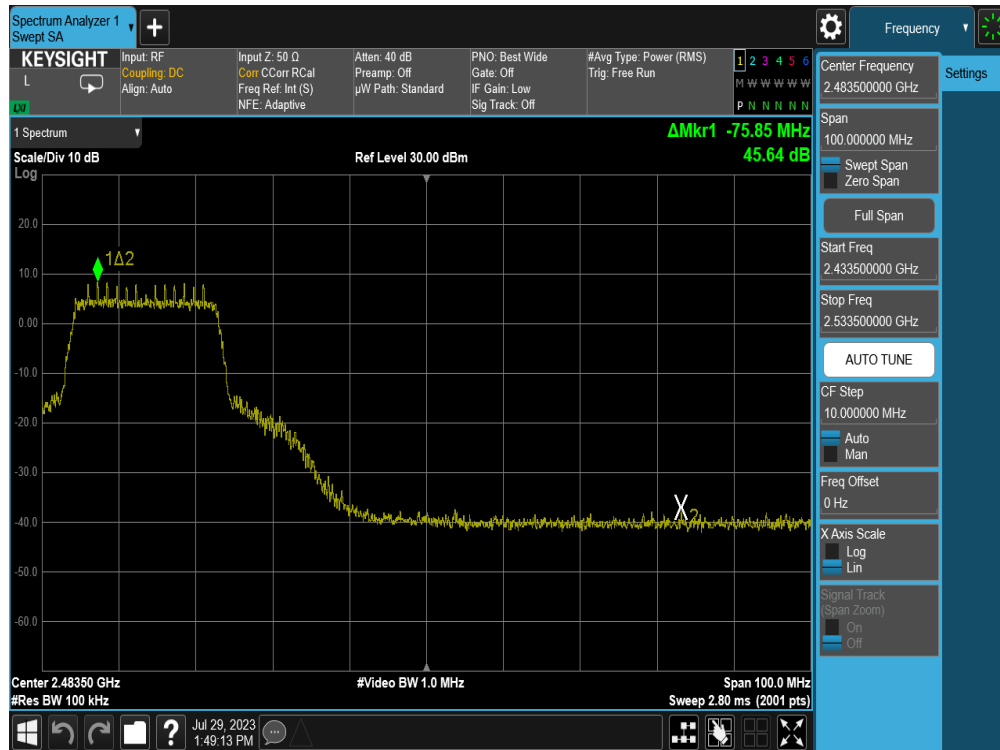 Spectrum Analyzer 1
Swept SA
Frequency
KEYSIGHT
L
LXI
Input: RF
Coupling: DC
Align: Auto
Input Z: 50 Ω
Corr CCorr RCal
Freq Ref: Int (S)
NFE: Adaptive
Atten: 40 dB
Preamp: Off
µW Path: Standard
PNO: Best Wide
Gate: Off
IF Gain: Low
Sig Track: Off
#Avg Type: Power (RMS)
Trig: Free Run
1 2 3 4 5 6
M W W W W W
P N N N N N
1 Spectrum
Scale/Div 10 dB
Log
Ref Level 30.00 dBm
ΔMkr1 -75.85 MHz
45.64 dB
20.0
10.0
0.00
-10.0
-20.0
-30.0
-40.0
-50.0
-60.0
1Δ2
X2
Center 2.48350 GHz
#Res BW 100 kHz
#Video BW 1.0 MHz
Span 100.0 MHz
Sweep 2.80 ms (2001 pts)
Jul 29, 2023
1:49:13 PM
Center Frequency
2.483500000 GHz
Settings
Span
100.000000 MHz
Swept Span
Zero Span
Full Span
Start Freq
2.433500000 GHz
Stop Freq
2.533500000 GHz
AUTO TUNE
CF Step
10.000000 MHz
Auto
Man
Freq Offset
0 Hz
X Axis Scale
Log
Lin
Signal Track
(Span Zoom)
On
Off